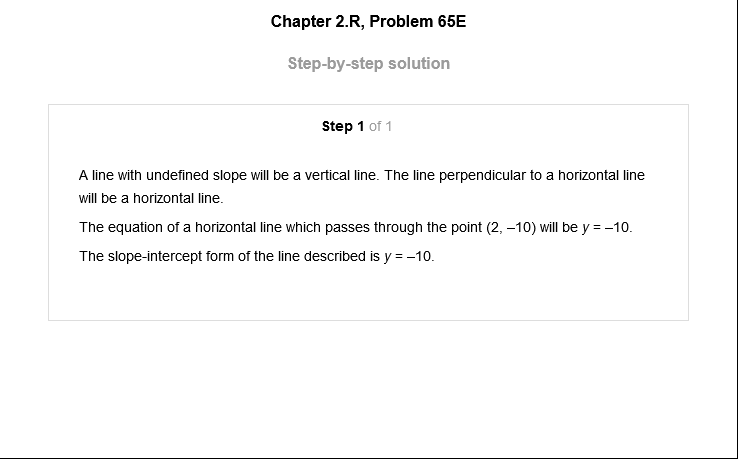 Chapter 2.R, Problem 65E
Step-by-step solution
Step 1 of 1
A line with undefined slope will be a vertical line. The line perpendicular to a horizontal line
will be a horizontal line.
The equation of a horizontal line which passes through the point (2, –10) will be y = –10.
The slope-intercept form of the line described is y = –10.